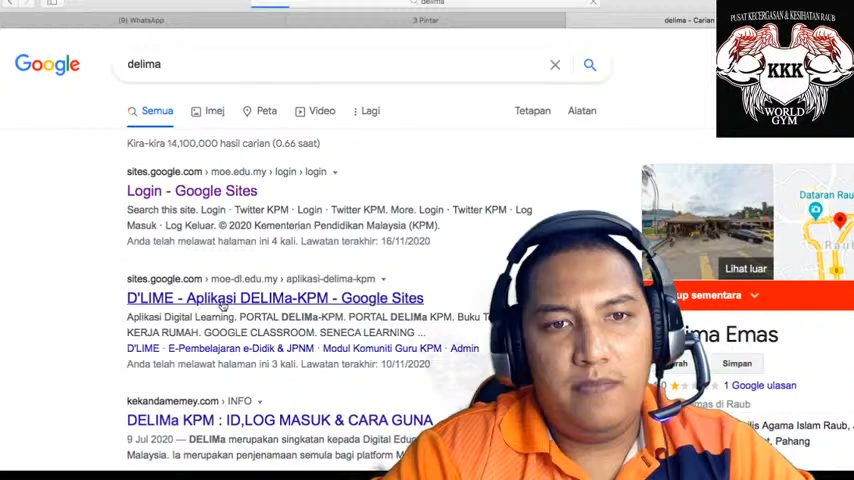 delima
(9) WhatsApp
3 Pintar
delima - Carian
PUSAT KECERGASAN & KESIHATAN RAUB
KKK
WORLD
GYM
Google
delima
Semua
Imej
Peta
Video
Lagi
Tetapan
Alatan
Kira-kira 14,100,000 hasil carian (0.66 saat)
sites.google.com › moe.edu.my › login › login
Login - Google Sites
Search this site. Login · Twitter KPM · Login · Twitter KPM. More. Login · Twitter KPM · Log
Masuk · Log Keluar. © 2020 Kementerian Pendidikan Malaysia (KPM).
Anda telah melawat halaman ini 4 kali. Lawatan terakhir: 16/11/2020
sites.google.com › moe-dl.edu.my › aplikasi-delima-kpm
D'LIME - Aplikasi DELIMa-KPM - Google Sites
Aplikasi Digital Learning. PORTAL DELIMa-KPM. PORTAL DELIMa KPM. Buku
KERJA RUMAH. GOOGLE CLASSROOM. SENECA LEARNING ...
D'LIME · E-Pembelajaran e-Didik & JPNM · Modul Komuniti Guru KPM · Admin
Anda telah melawat halaman ini 3 kali. Lawatan terakhir: 10/11/2020
kekandamemey.com › INFO
DELIMa KPM : ID,LOG MASUK & CARA GUNA
9 Jul 2020 — DELIMa merupakan singkatan kepada Digital
Ia merupakan penjenamaan semula bagi platform
Dataran
Lihat luar
sementara
Emas
Simpan
1 Google ulasan
di Raub
Agama Islam Raub,
Pahang